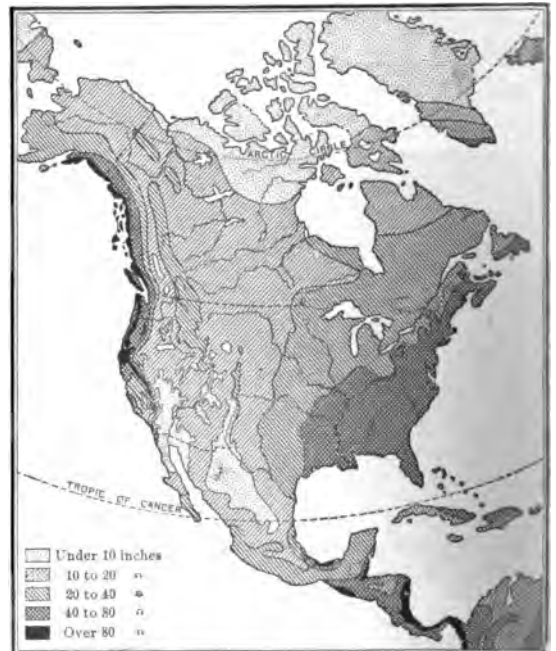 ARCTIC CIRCLE
TROPIC OF CANCER
Under 10 inches
10 to 20 "
20 to 40 "
40 to 80 "
Over 80 "